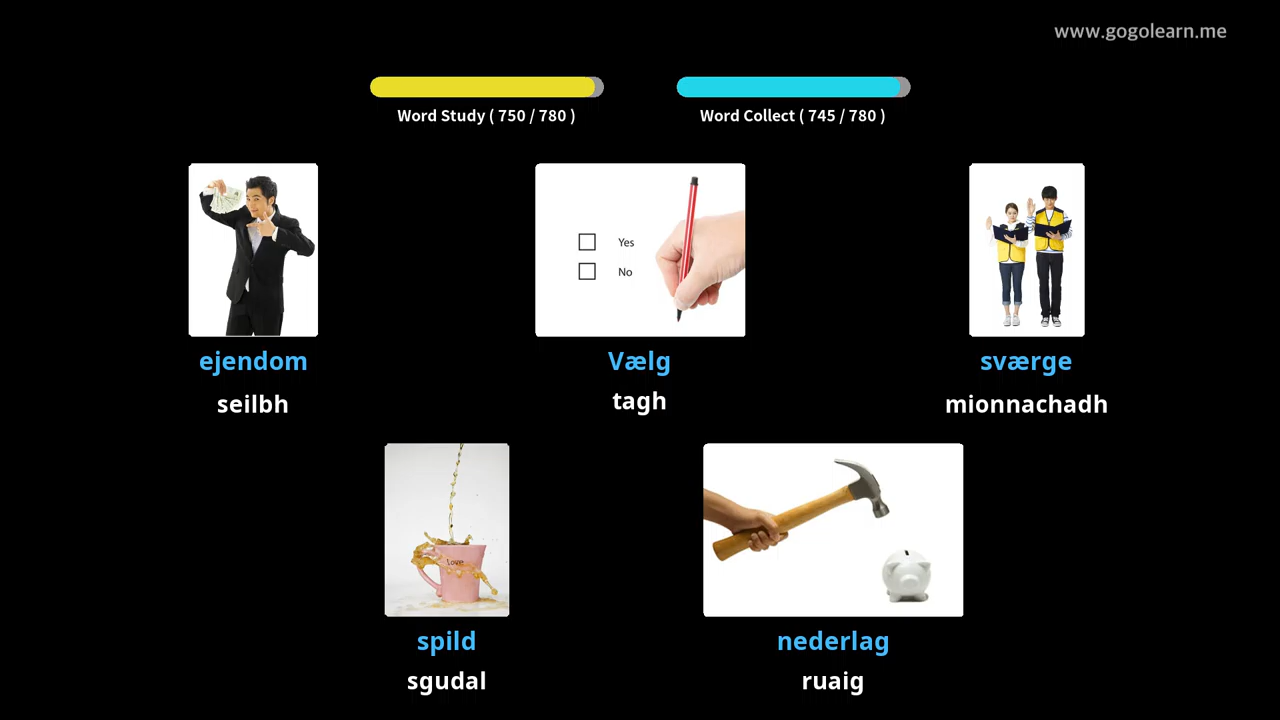 www.gogolearn.me
Word Study ( 750 / 780 )
Word Collect ( 745 / 780 )
Yes
No
ejendom
Vælg
sværge
seilbh
tagh
mionnachadh
love
spild
nederlag
sgudal
ruaig